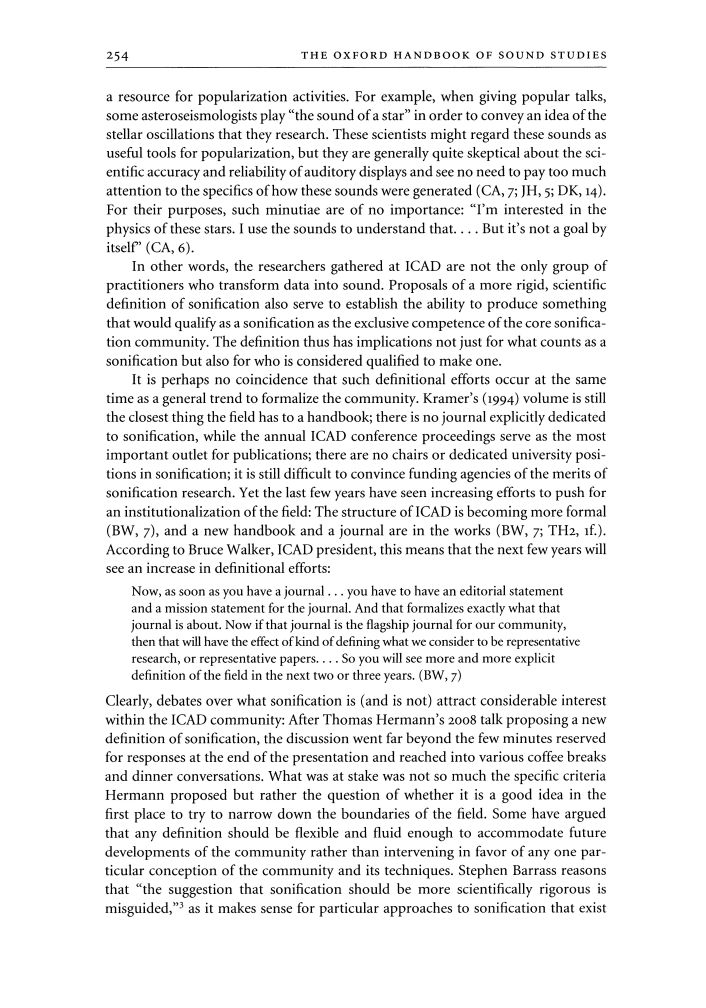 254 THE OXFORD HANDBOOK OF SOUND STUDIES
a resource for popularization activities. For example, when giving popular talks,
some asteroseismologists play “the sound of a star” in order to convey an idea of the
stellar oscillations that they research. These scientists might regard these sounds as
useful tools for popularization, but they are generally quite skeptical about the sci-
entific accuracy and reliability of auditory displays and see no need to pay too much
attention to the specifics of how these sounds were generated (CA, 7; JH, 5; DK, 14).
For their purposes, such minutiae are of no importance: “I’m interested in the
physics of these stars. I use the sounds to understand that. . . . But it’s not a goal by
itself” (CA, 6).
In other words, the researchers gathered at ICAD are not the only group of
practitioners who transform data into sound. Proposals of a more rigid, scientific
definition of sonification also serve to establish the ability to produce something
that would qualify as a sonification as the exclusive competence of the core sonifica-
tion community. The definition thus has implications not just for what counts as a
sonification but also for who is considered qualified to make one.
It is perhaps no coincidence that such definitional efforts occur at the same
time as a general trend to formalize the community. Kramer’s (1994) volume is still
the closest thing the field has to a handbook; there is no journal explicitly dedicated
to sonification, while the annual ICAD conference proceedings serve as the most
important outlet for publications; there are no chairs or dedicated university posi-
tions in sonification; it is still difficult to convince funding agencies of the merits of
sonification research. Yet the last few years have seen increasing efforts to push for
an institutionalization of the field: The structure of ICAD is becoming more formal
(BW, 7), and a new handbook and a journal are in the works (BW, 7; TH2, 1f.).
According to Bruce Walker, ICAD president, this means that the next few years will
see an increase in definitional efforts:
Now, as soon as you have a journal . . . you have to have an editorial statement
and a mission statement for the journal. And that formalizes exactly what that
journal is about. Now if that journal is the flagship journal for our community,
then that will have the effect of kind of defining what we consider to be representative
research, or representative papers. . . . So you will see more and more explicit
definition of the field in the next two or three years. (BW, 7)
Clearly, debates over what sonification is (and is not) attract considerable interest
within the ICAD community: After Thomas Hermann’s 2008 talk proposing a new
definition of sonification, the discussion went far beyond the few minutes reserved
for responses at the end of the presentation and reached into various coffee breaks
and dinner conversations. What was at stake was not so much the specific criteria
Hermann proposed but rather the question of whether it is a good idea in the
first place to try to narrow down the boundaries of the field. Some have argued
that any definition should be flexible and fluid enough to accommodate future
developments of the community rather than intervening in favor of any one par-
ticular conception of the community and its techniques. Stephen Barrass reasons
that “the suggestion that sonification should be more scientifically rigorous is
misguided,”³ as it makes sense for particular approaches to sonification that exist